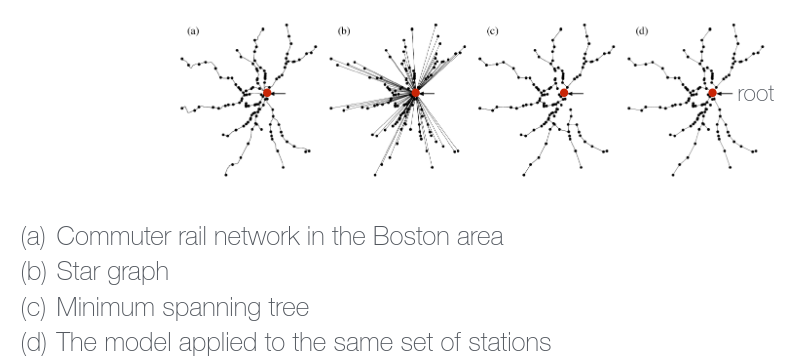 (a) (b) (c) (d)
root
(a) Commuter rail network in the Boston area
(b) Star graph
(c) Minimum spanning tree
(d) The model applied to the same set of stations